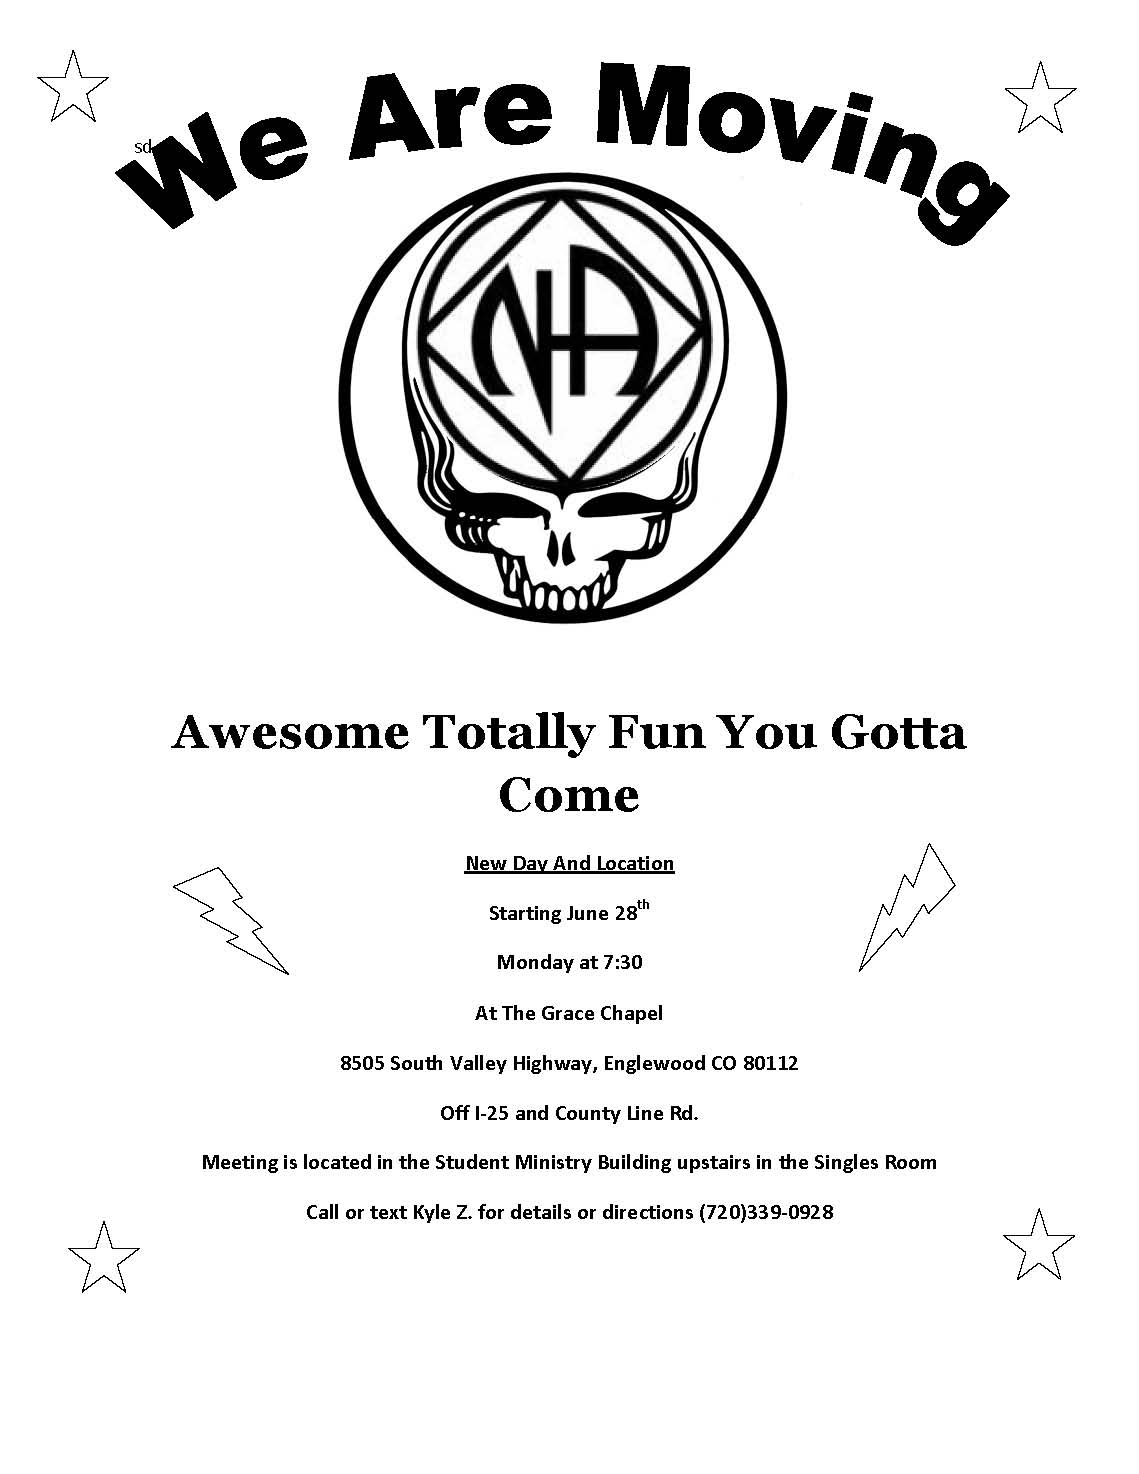 We Are Moving
sd
NA
Awesome Totally Fun You Gotta
Come
New Day And Location
Starting June 28th
Monday at 7:30
At The Grace Chapel
8505 South Valley Highway, Englewood CO 80112
Off I-25 and County Line Rd.
Meeting is located in the Student Ministry Building upstairs in the Singles Room
Call or text Kyle Z. for details or directions (720)339-0928